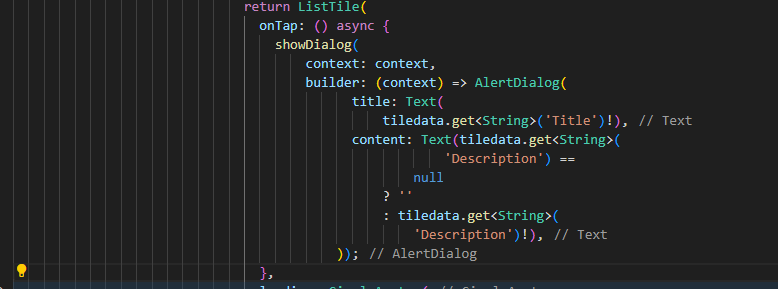 return ListTile(
onTap: () async {
showDialog(
context: context,
builder: (context) => AlertDialog(
title: Text(
tiledata.get<String>('Title')!), // Text
content: Text(tiledata.get<String>(
'Description') ==
null
? ''
: tiledata.get<String>(
'Description')!), // Text
)); // AlertDialog
},